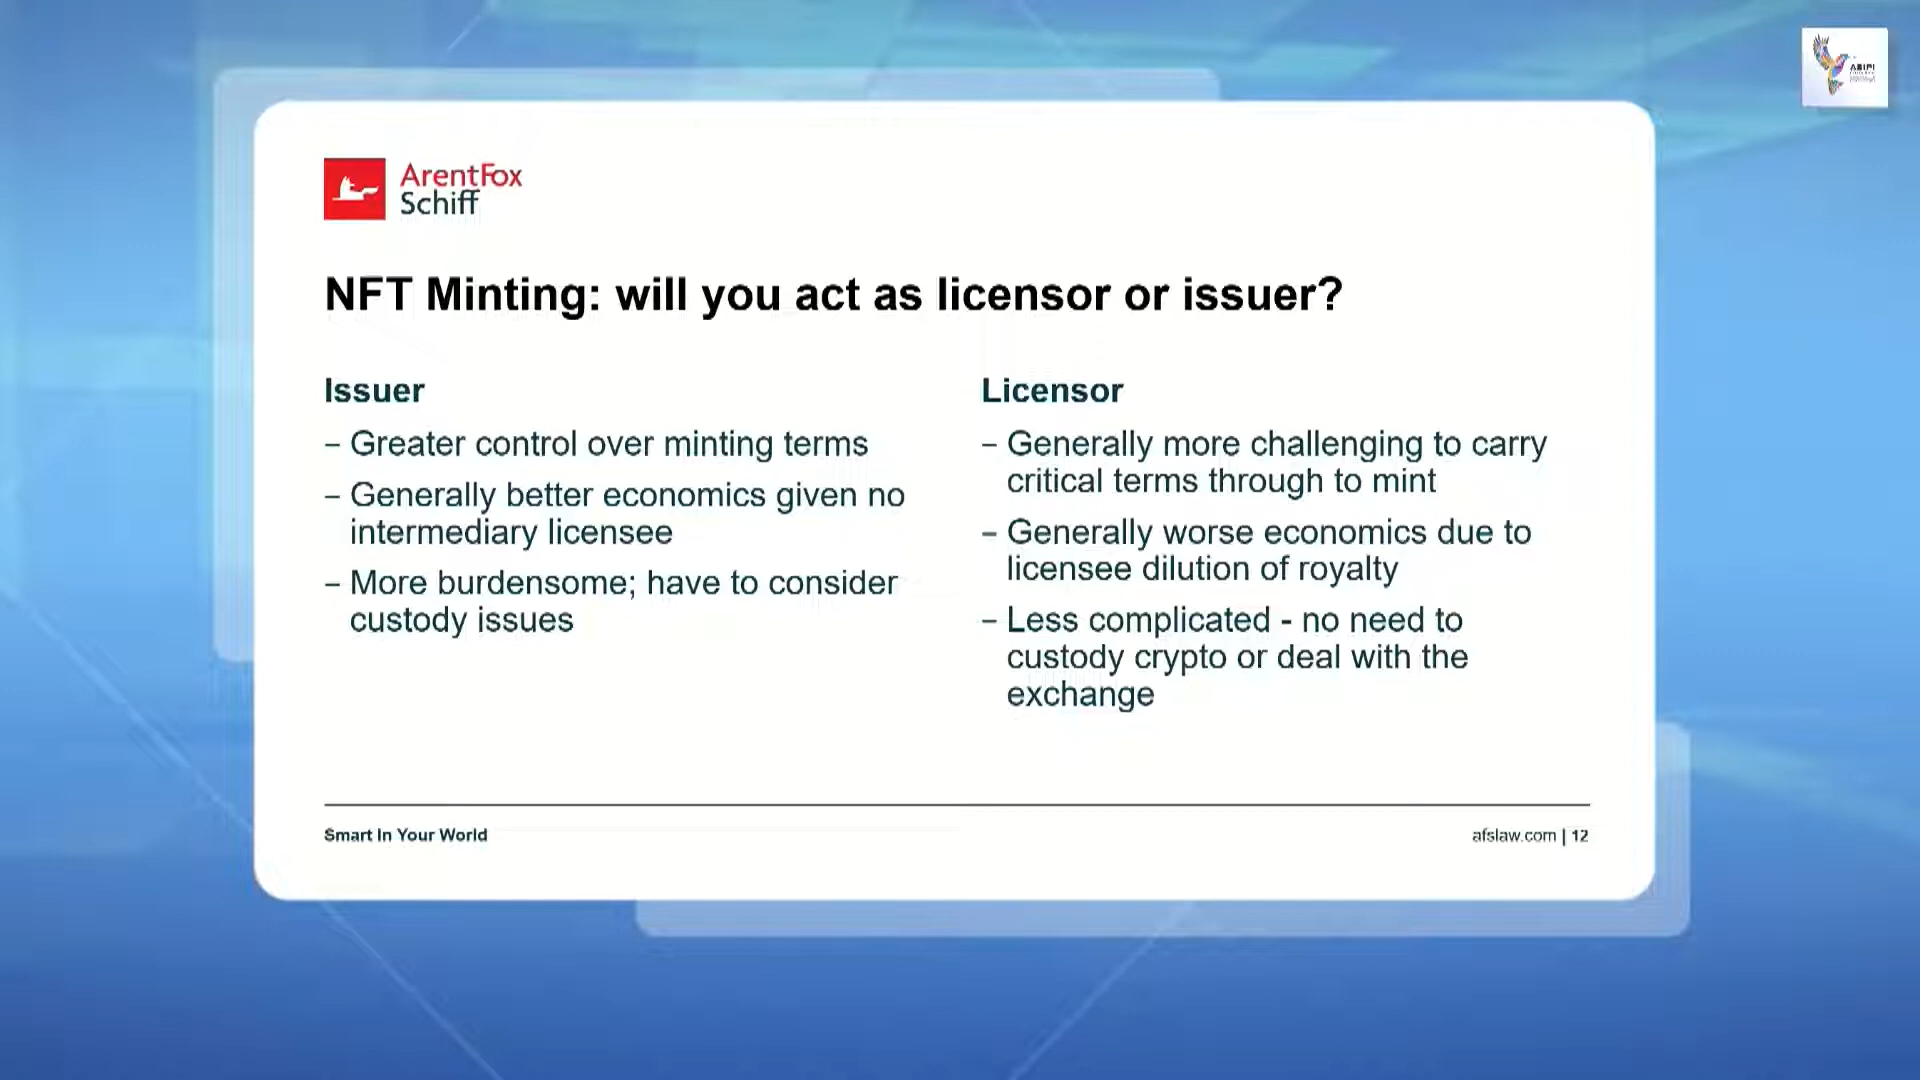 ArentFox
Schiff
ABIPI
NFT Minting: will you act as licensor or issuer?
Issuer
– Greater control over minting terms
– Generally better economics given no
intermediary licensee
– More burdensome; have to consider
custody issues
Licensor
– Generally more challenging to carry
critical terms through to mint
– Generally worse economics due to
licensee dilution of royalty
– Less complicated - no need to
custody crypto or deal with the
exchange
Smart In Your World
afslaw.com | 12